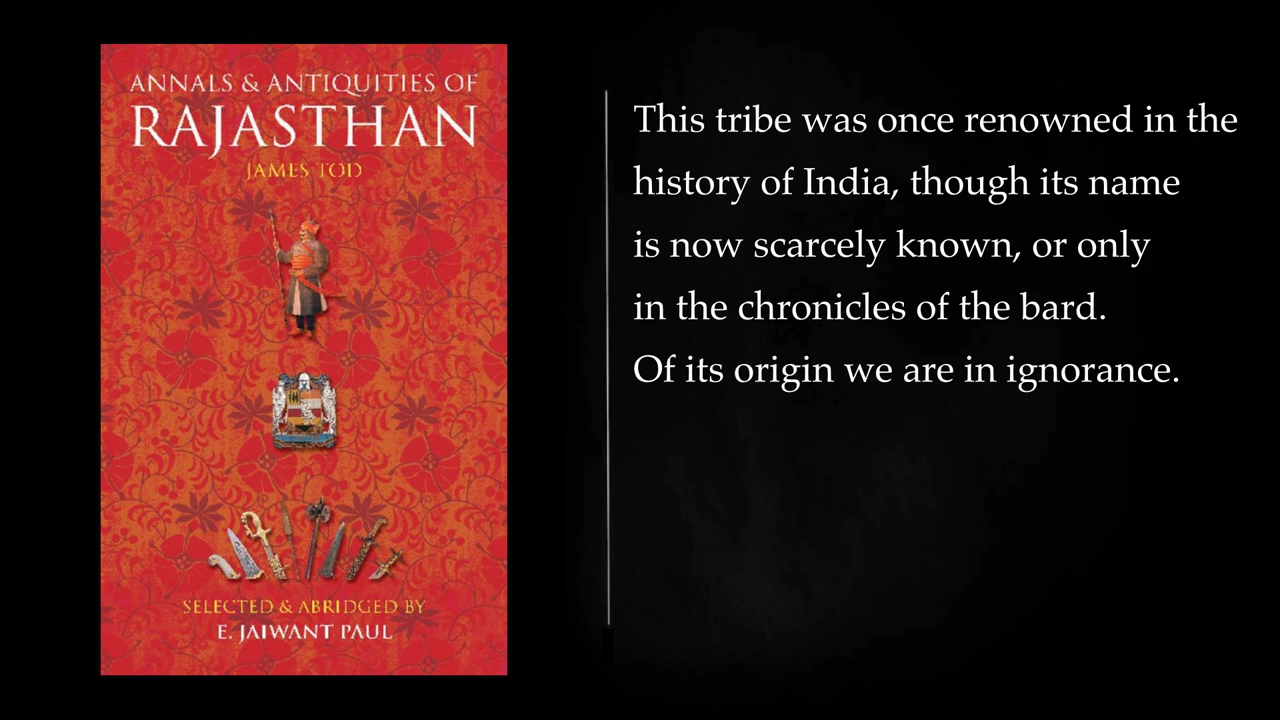 ANNALS & ANTIQUITIES OF
RAJASTHAN
JAMES TOD
SELECTED & ABRIDGED BY
E. JAIWANT PAUL
This tribe was once renowned in the
history of India, though its name
is now scarcely known, or only
in the chronicles of the bard.
Of its origin we are in ignorance.